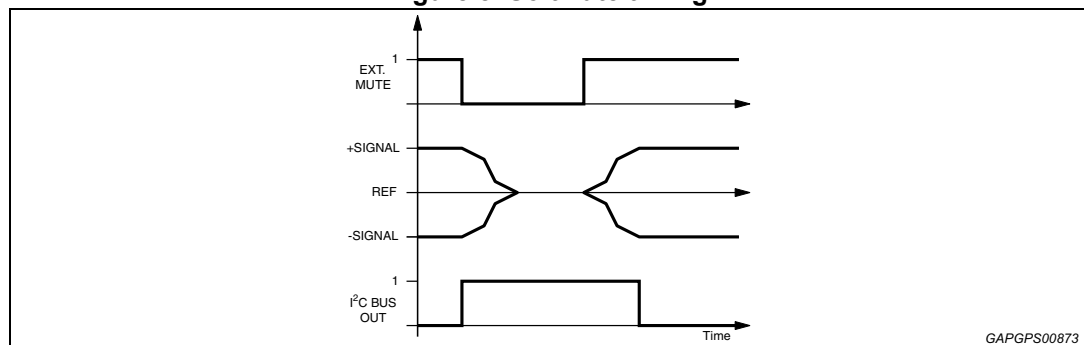 1
EXT.
MUTE
+SIGNAL
REF
-SIGNAL
1
I²C BUS
OUT
Time
GAPGPS00873